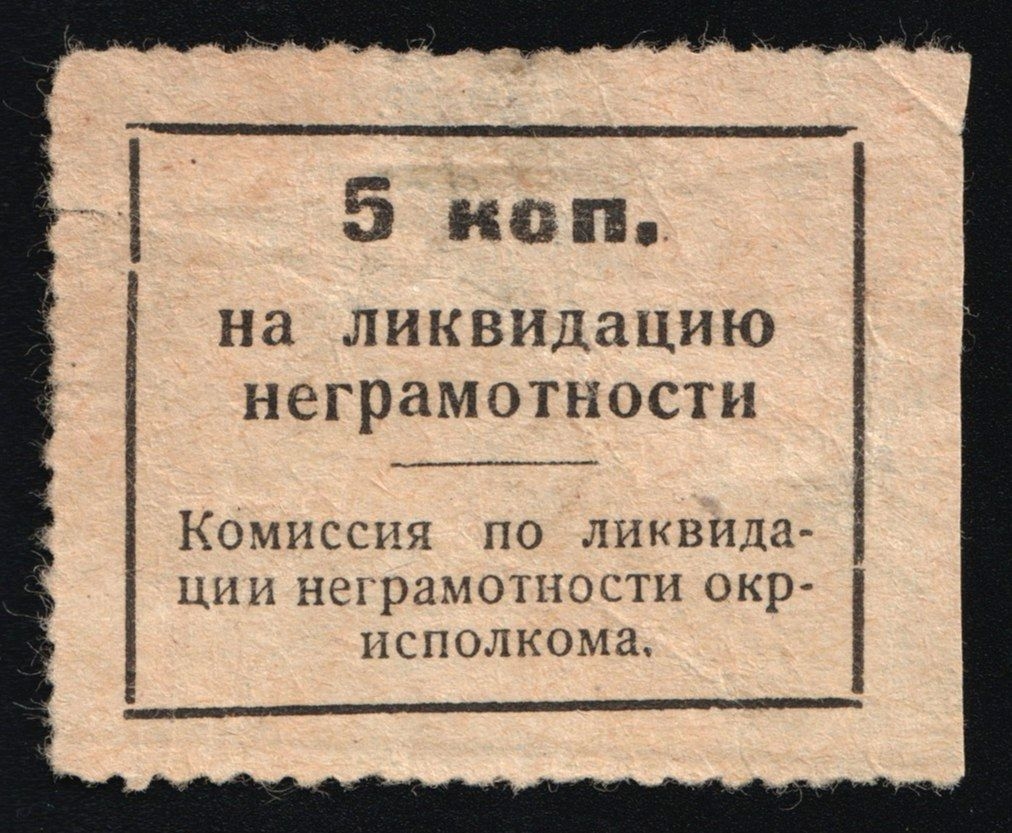 5 коп.
на ликвидацию
неграмотности
Комиссия по ликвида-
ции неграмотности окр-
исполкома.